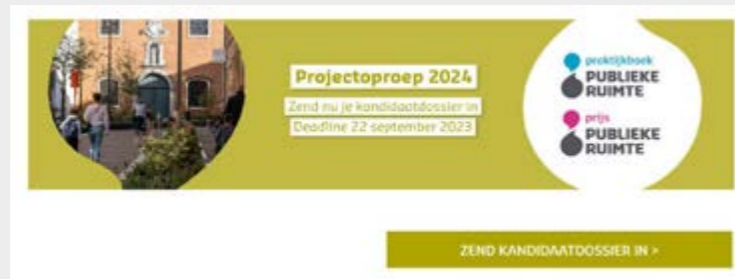 Projectoproep 2024
Zend nu je kandidaatdossier in
Deadline 22 september 2023
praktijkboek
PUBLIEKE
RUIMTE
prijs
PUBLIEKE
RUIMTE
ZEND KANDIDAATDOSSIER IN >